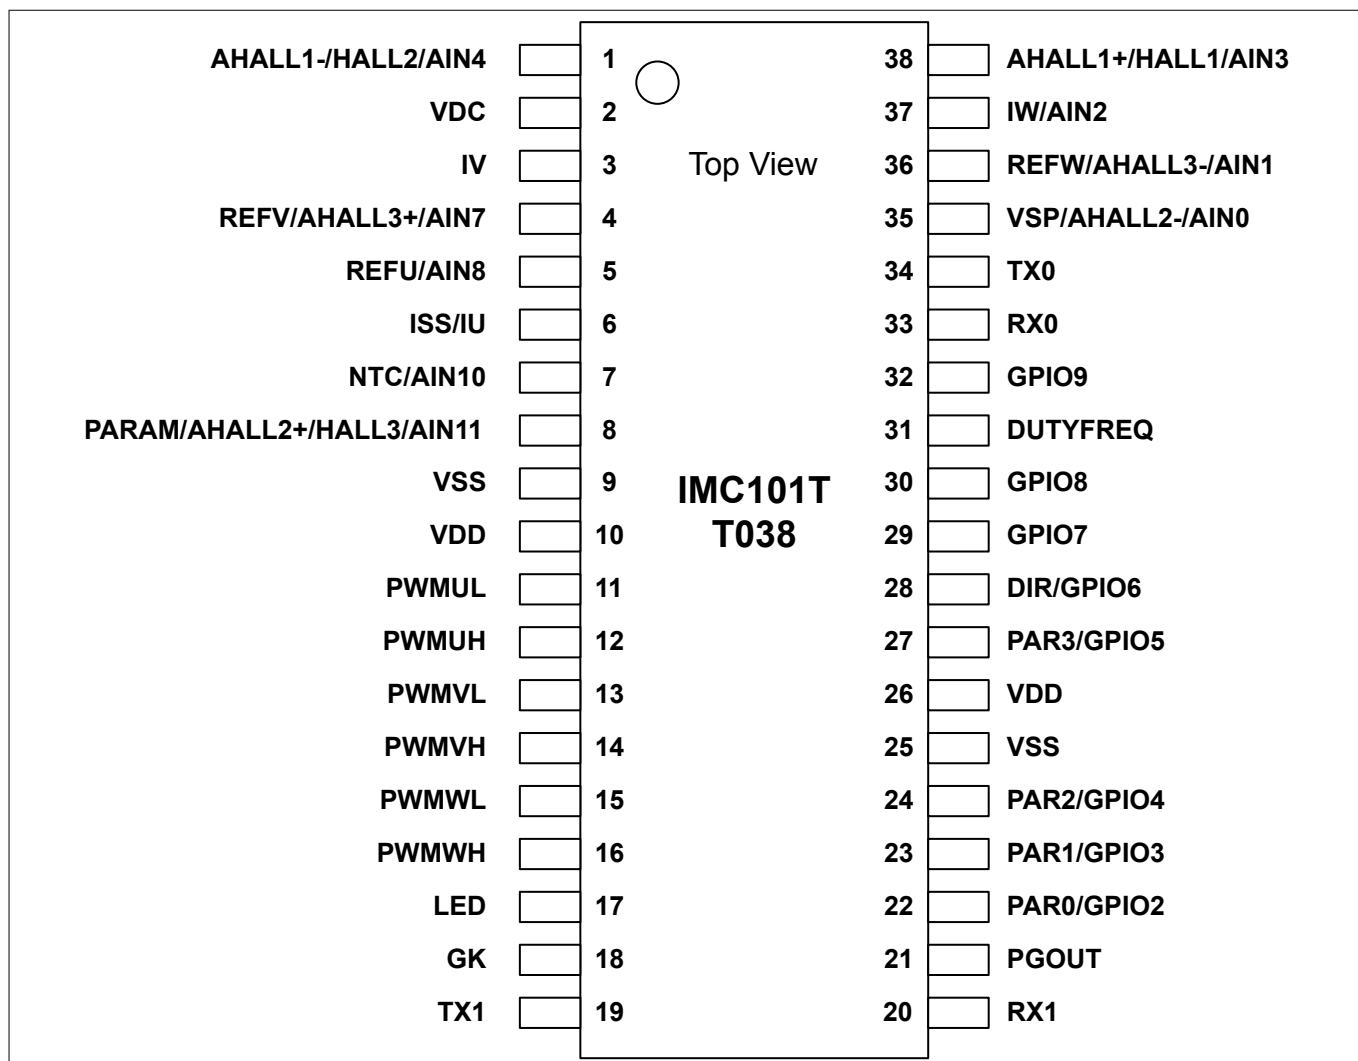 AHALL1-/HALL2/AIN4 1 38 AHALL1+/HALL1/AIN3
VDC 2 37 IW/AIN2
IV 3 Top View 36 REFW/AHALL3-/AIN1
REFV/AHALL3+/AIN7 4 35 VSP/AHALL2-/AIN0
REFU/AIN8 5 34 TX0
ISS/IU 6 33 RX0
NTC/AIN10 7 32 GPIO9
PARAM/AHALL2+/HALL3/AIN11 8 31 DUTYFREQ
VSS 9 IMC101T 30 GPIO8
VDD 10 T038 29 GPIO7
PWMUL 11 28 DIR/GPIO6
PWMUH 12 27 PAR3/GPIO5
PWMVL 13 26 VDD
PWMVH 14 25 VSS
PWMWL 15 24 PAR2/GPIO4
PWMWH 16 23 PAR1/GPIO3
LED 17 22 PAR0/GPIO2
GK 18 21 PGOUT
TX1 19 20 RX1